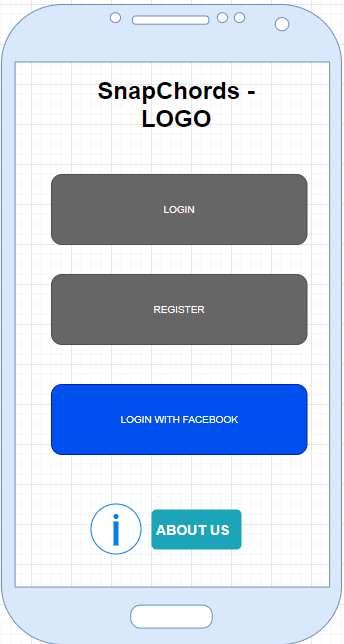 SnapChords -
LOGO
LOGIN
REGISTER
LOGIN WITH FACEBOOK
i
ABOUT US